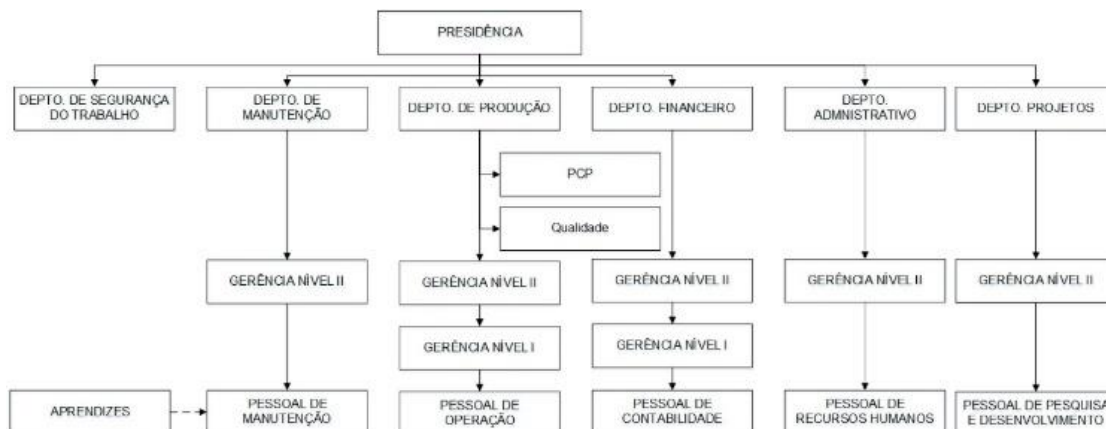 PRESIDÊNCIA
DEPTO. DE SEGURANÇA
DO TRABALHO
DEPTO. DE
MANUTENÇÃO
DEPTO. DE PRODUÇÃO
DEPTO. FINANCEIRO
DEPTO.
ADMNISTRATIVO
DEPTO. PROJETOS
PCP
Qualidade
GERÊNCIA NÍVEL II
GERÊNCIA NÍVEL II
GERÊNCIA NÍVEL II
GERÊNCIA NÍVEL II
GERÊNCIA NÍVEL II
GERÊNCIA NÍVEL I
GERÊNCIA NÍVEL I
APRENDIZES
PESSOAL DE
MANUTENÇÃO
PESSOAL DE
OPERAÇÃO
PESSOAL DE
CONTABILIDADE
PESSOAL DE
RECURSOS HUMANOS
PESSOAL DE PESQUISA
E DESENVOLVIMENTO